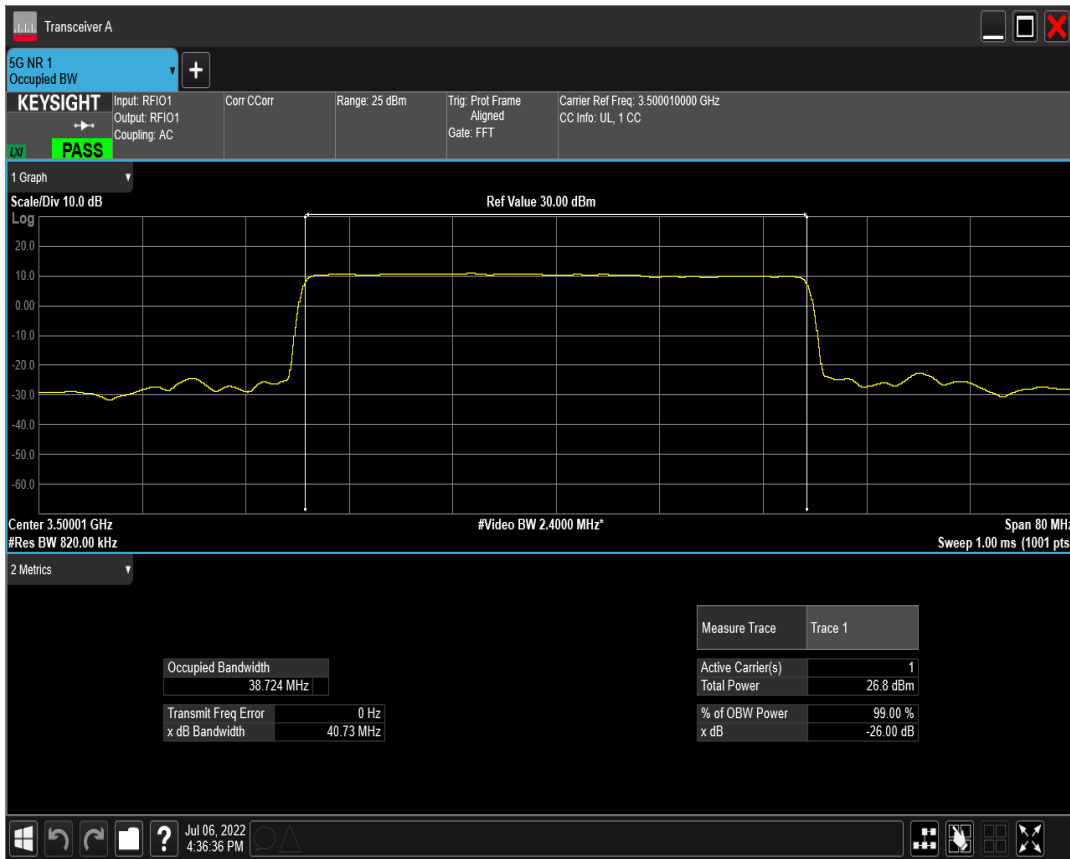 Transceiver A
5G NR 1
Occupied BW
KEYSIGHT
LXI
PASS
Input: RFIO1
Output: RFIO1
Coupling: AC
Corr CCorr
Range: 25 dBm
Trig: Prot Frame
Aligned
Gate: FFT
Carrier Ref Freq: 3.500010000 GHz
CC Info: UL, 1 CC
1 Graph
Scale/Div 10.0 dB
Ref Value 30.00 dBm
Log
20.0
10.0
0.00
-10.0
-20.0
-30.0
-40.0
-50.0
-60.0
Center 3.50001 GHz
#Video BW 2.4000 MHz*
Span 80 MHz
#Res BW 820.00 kHz
Sweep 1.00 ms (1001 pts
2 Metrics
Measure Trace Trace 1
Occupied Bandwidth
38.724 MHz
Active Carrier(s) 1
Total Power 26.8 dBm
Transmit Freq Error 0 Hz
x dB Bandwidth 40.73 MHz
% of OBW Power 99.00 %
x dB -26.00 dB
?
Jul 06, 2022
4:36:36 PM